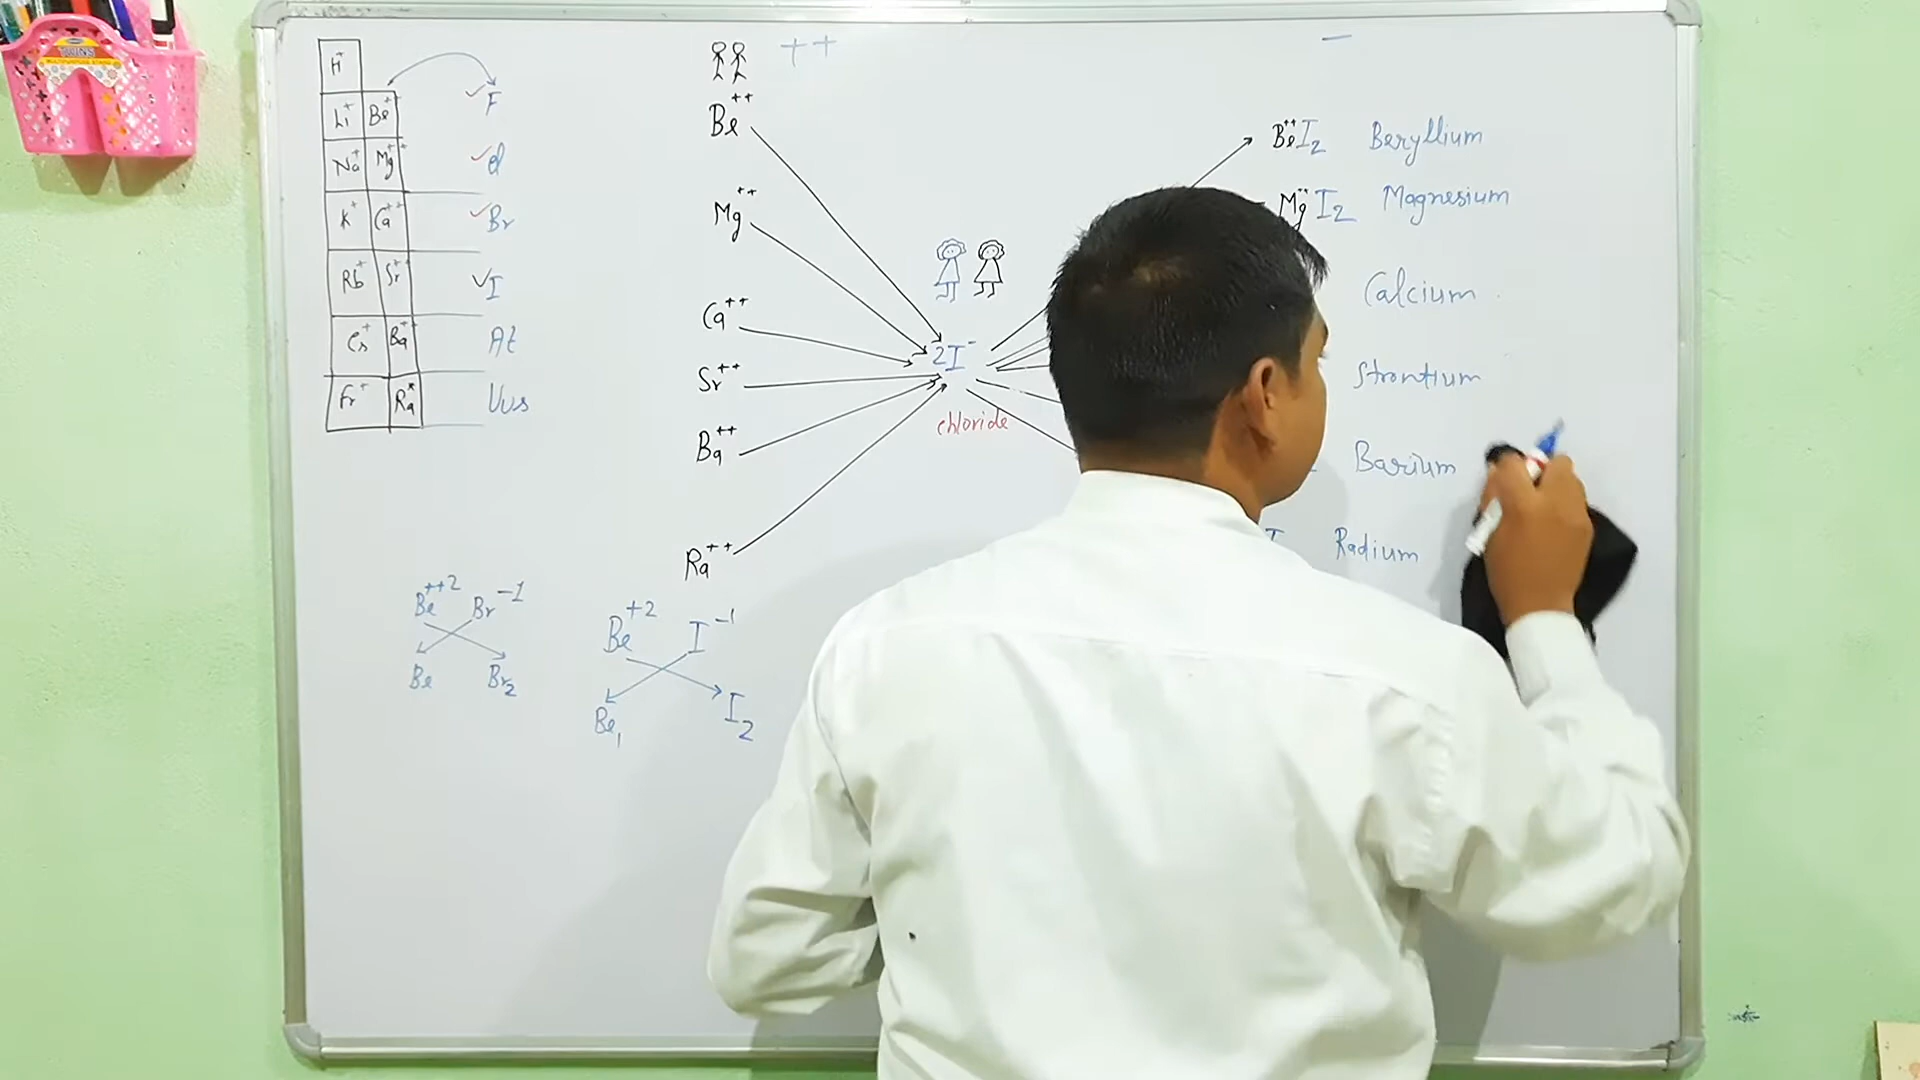 TWINS
H⁺
Li⁺ Be⁺⁺ F
Na⁺ Mg⁺⁺ Cl
K⁺ Ca⁺⁺ Br
Rb⁺ Sr⁺⁺ I
Cs⁺ Ba⁺⁺ At
Fr⁺ Ra⁺⁺ Uus
++ −
Be⁺⁺
Mg⁺⁺
Ca⁺⁺
Sr⁺⁺
Ba⁺⁺
Ra⁺⁺
2I⁻
chloride
Be⁺⁺I₂ Beryllium
Mg⁺⁺I₂ Magnesium
Calcium
Strontium
Barium
I Radium
Be⁺⁺² Br⁻¹
Be Br₂
Be⁺² I⁻¹
Be₁ I₂